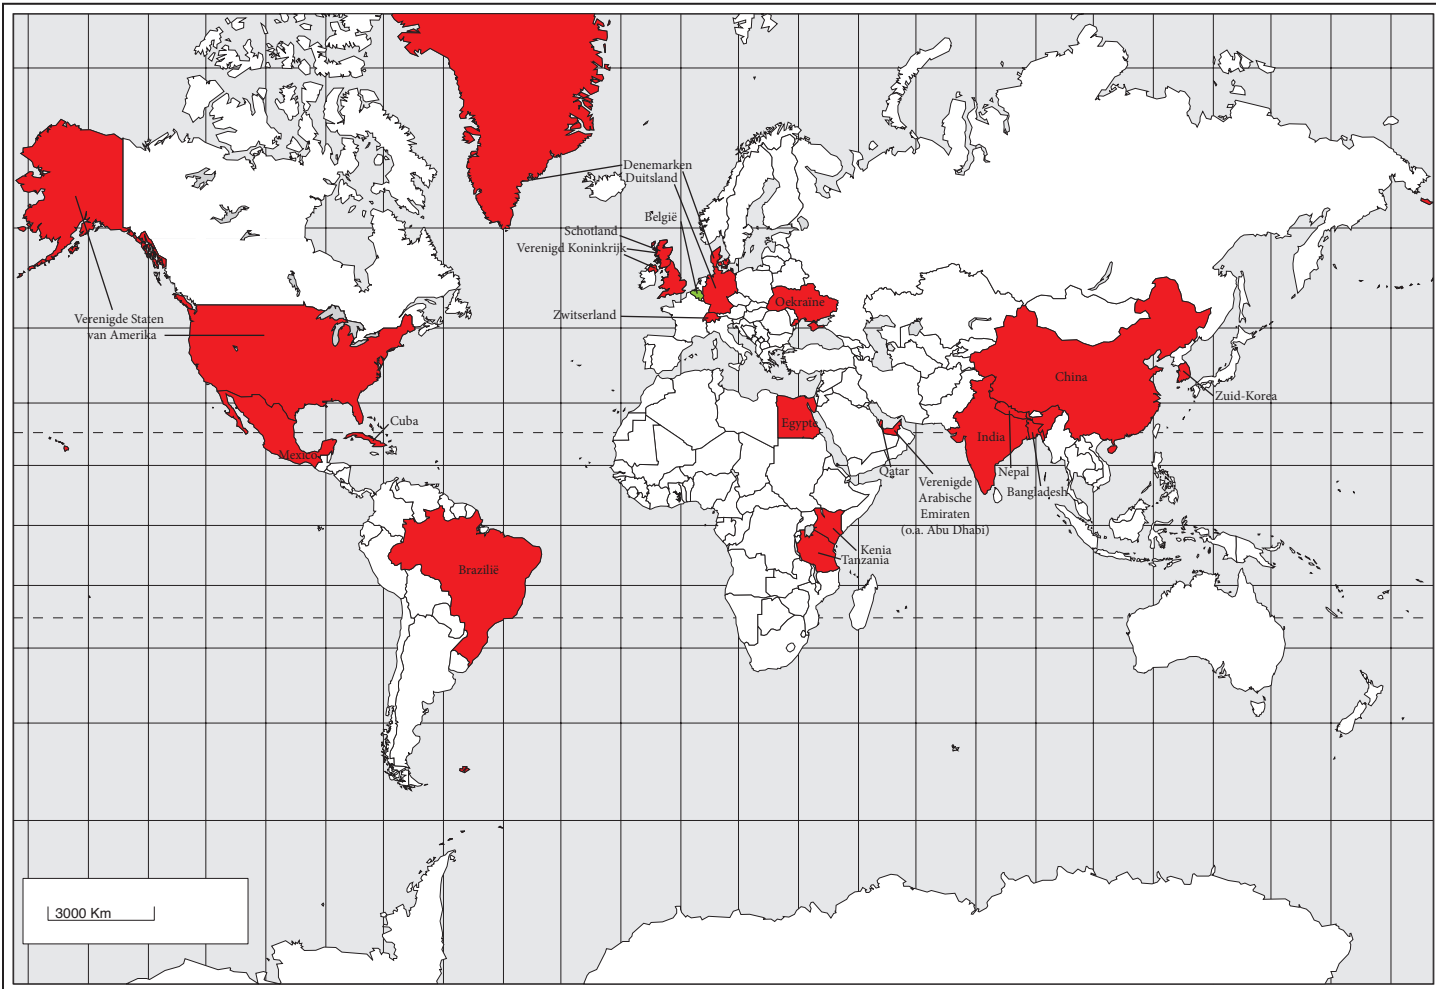 Denemarken
Duitsland
België
Schotland
Verenigd Koninkrijk
Zwitserland
Oekraïne
Verenigde Staten
van Amerika
China
Zuid-Korea
Cuba
Mexico
Egypte
India
Qatar
Nepal
Bangladesh
Verenigde
Arabische
Emiraten
(o.a. Abu Dhabi)
Kenia
Tanzania
Brazilië
3000 Km